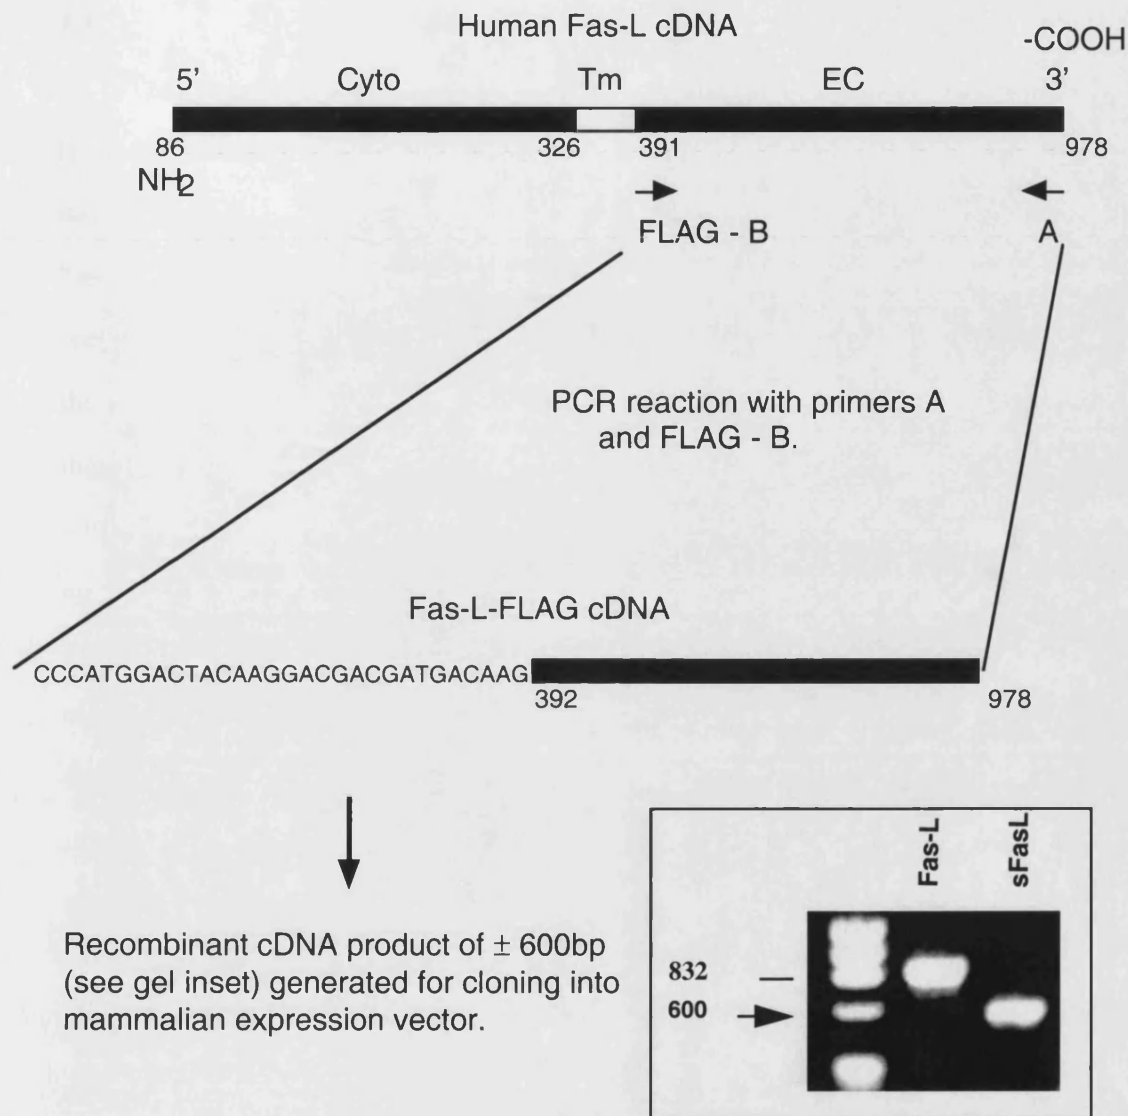 Human Fas-L cDNA
-COOH
5' Cyto Tm EC 3'
86 326 391 978
NH2
FLAG - B A
PCR reaction with primers A
and FLAG - B.
Fas-L-FLAG cDNA
CCCATGGACTACAAGGACGACGATGACAAG
392 978
Recombinant cDNA product of ± 600bp
(see gel inset) generated for cloning into
mammalian expression vector.
Fas-L
sFasL
832
600